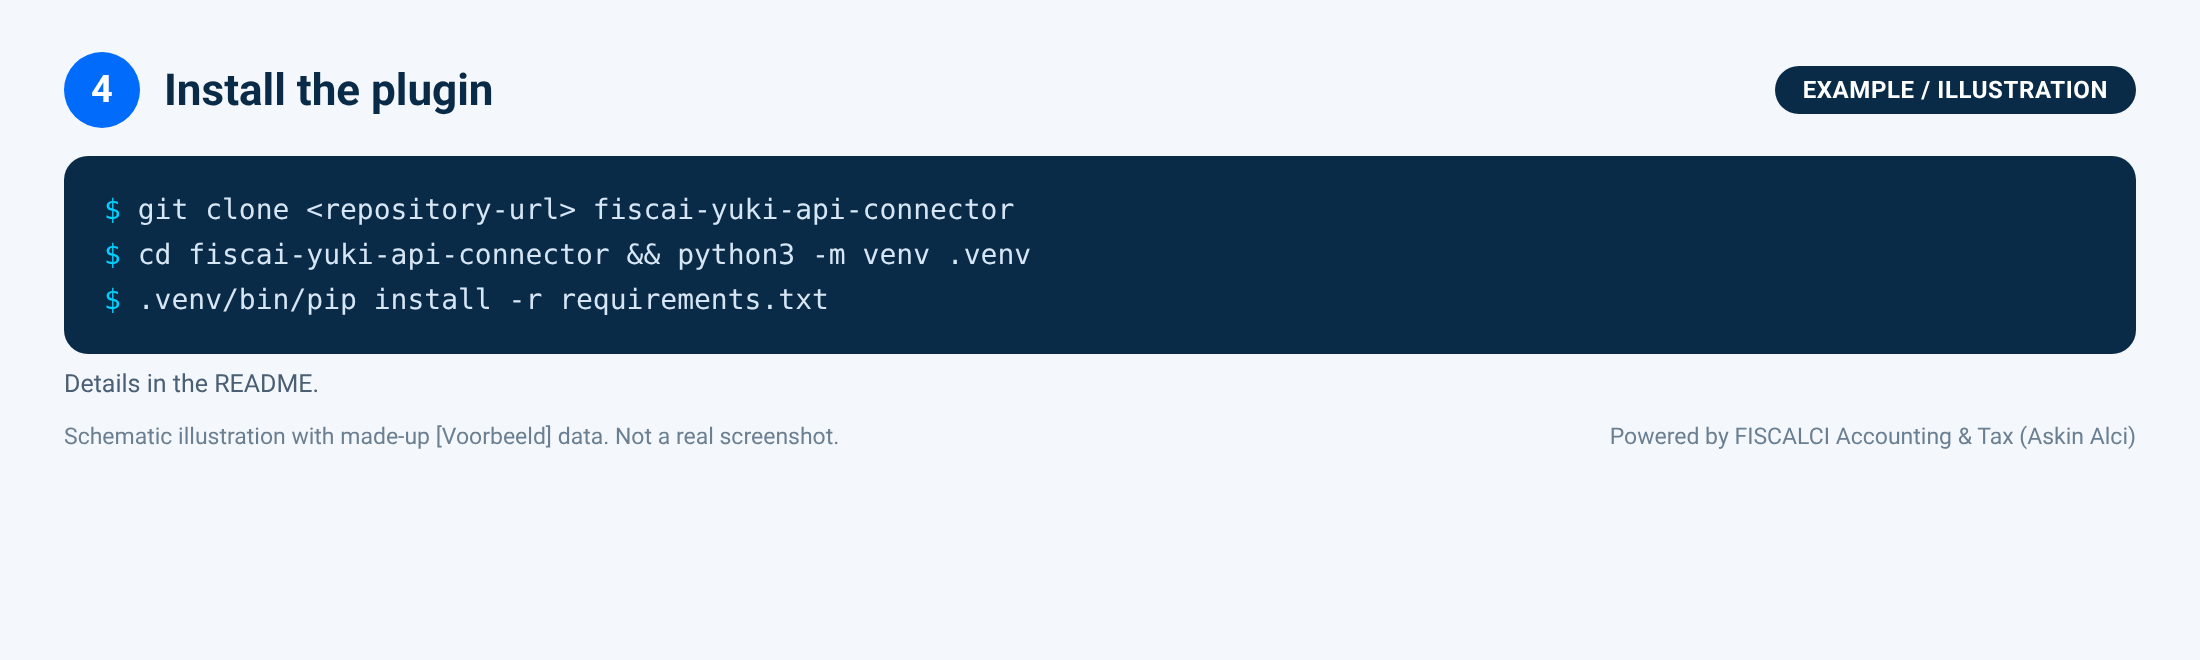 4
Install the plugin
EXAMPLE / ILLUSTRATION
$ git clone <repository-url> fiscai-yuki-api-connector
$ cd fiscai-yuki-api-connector && python3 -m venv .venv
$ .venv/bin/pip install -r requirements.txt
Details in the README.
Schematic illustration with made-up [Voorbeeld] data. Not a real screenshot.
Powered by FISCALCI Accounting & Tax (Askin Alci)